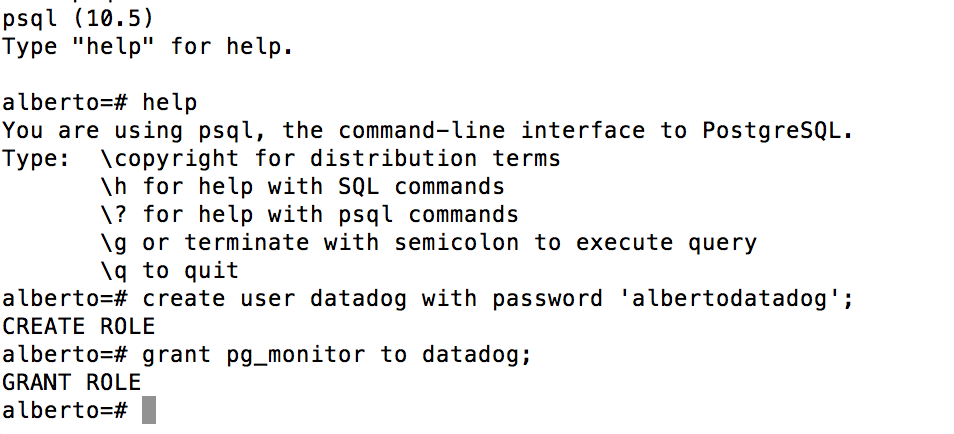 psql (10.5)
Type "help" for help.
alberto=# help
You are using psql, the command-line interface to PostgreSQL.
Type:  \copyright for distribution terms
       \h for help with SQL commands
       \? for help with psql commands
       \g or terminate with semicolon to execute query
       \q to quit
alberto=# create user datadog with password 'albertodatadog';
CREATE ROLE
alberto=# grant pg_monitor to datadog;
GRANT ROLE
alberto=#